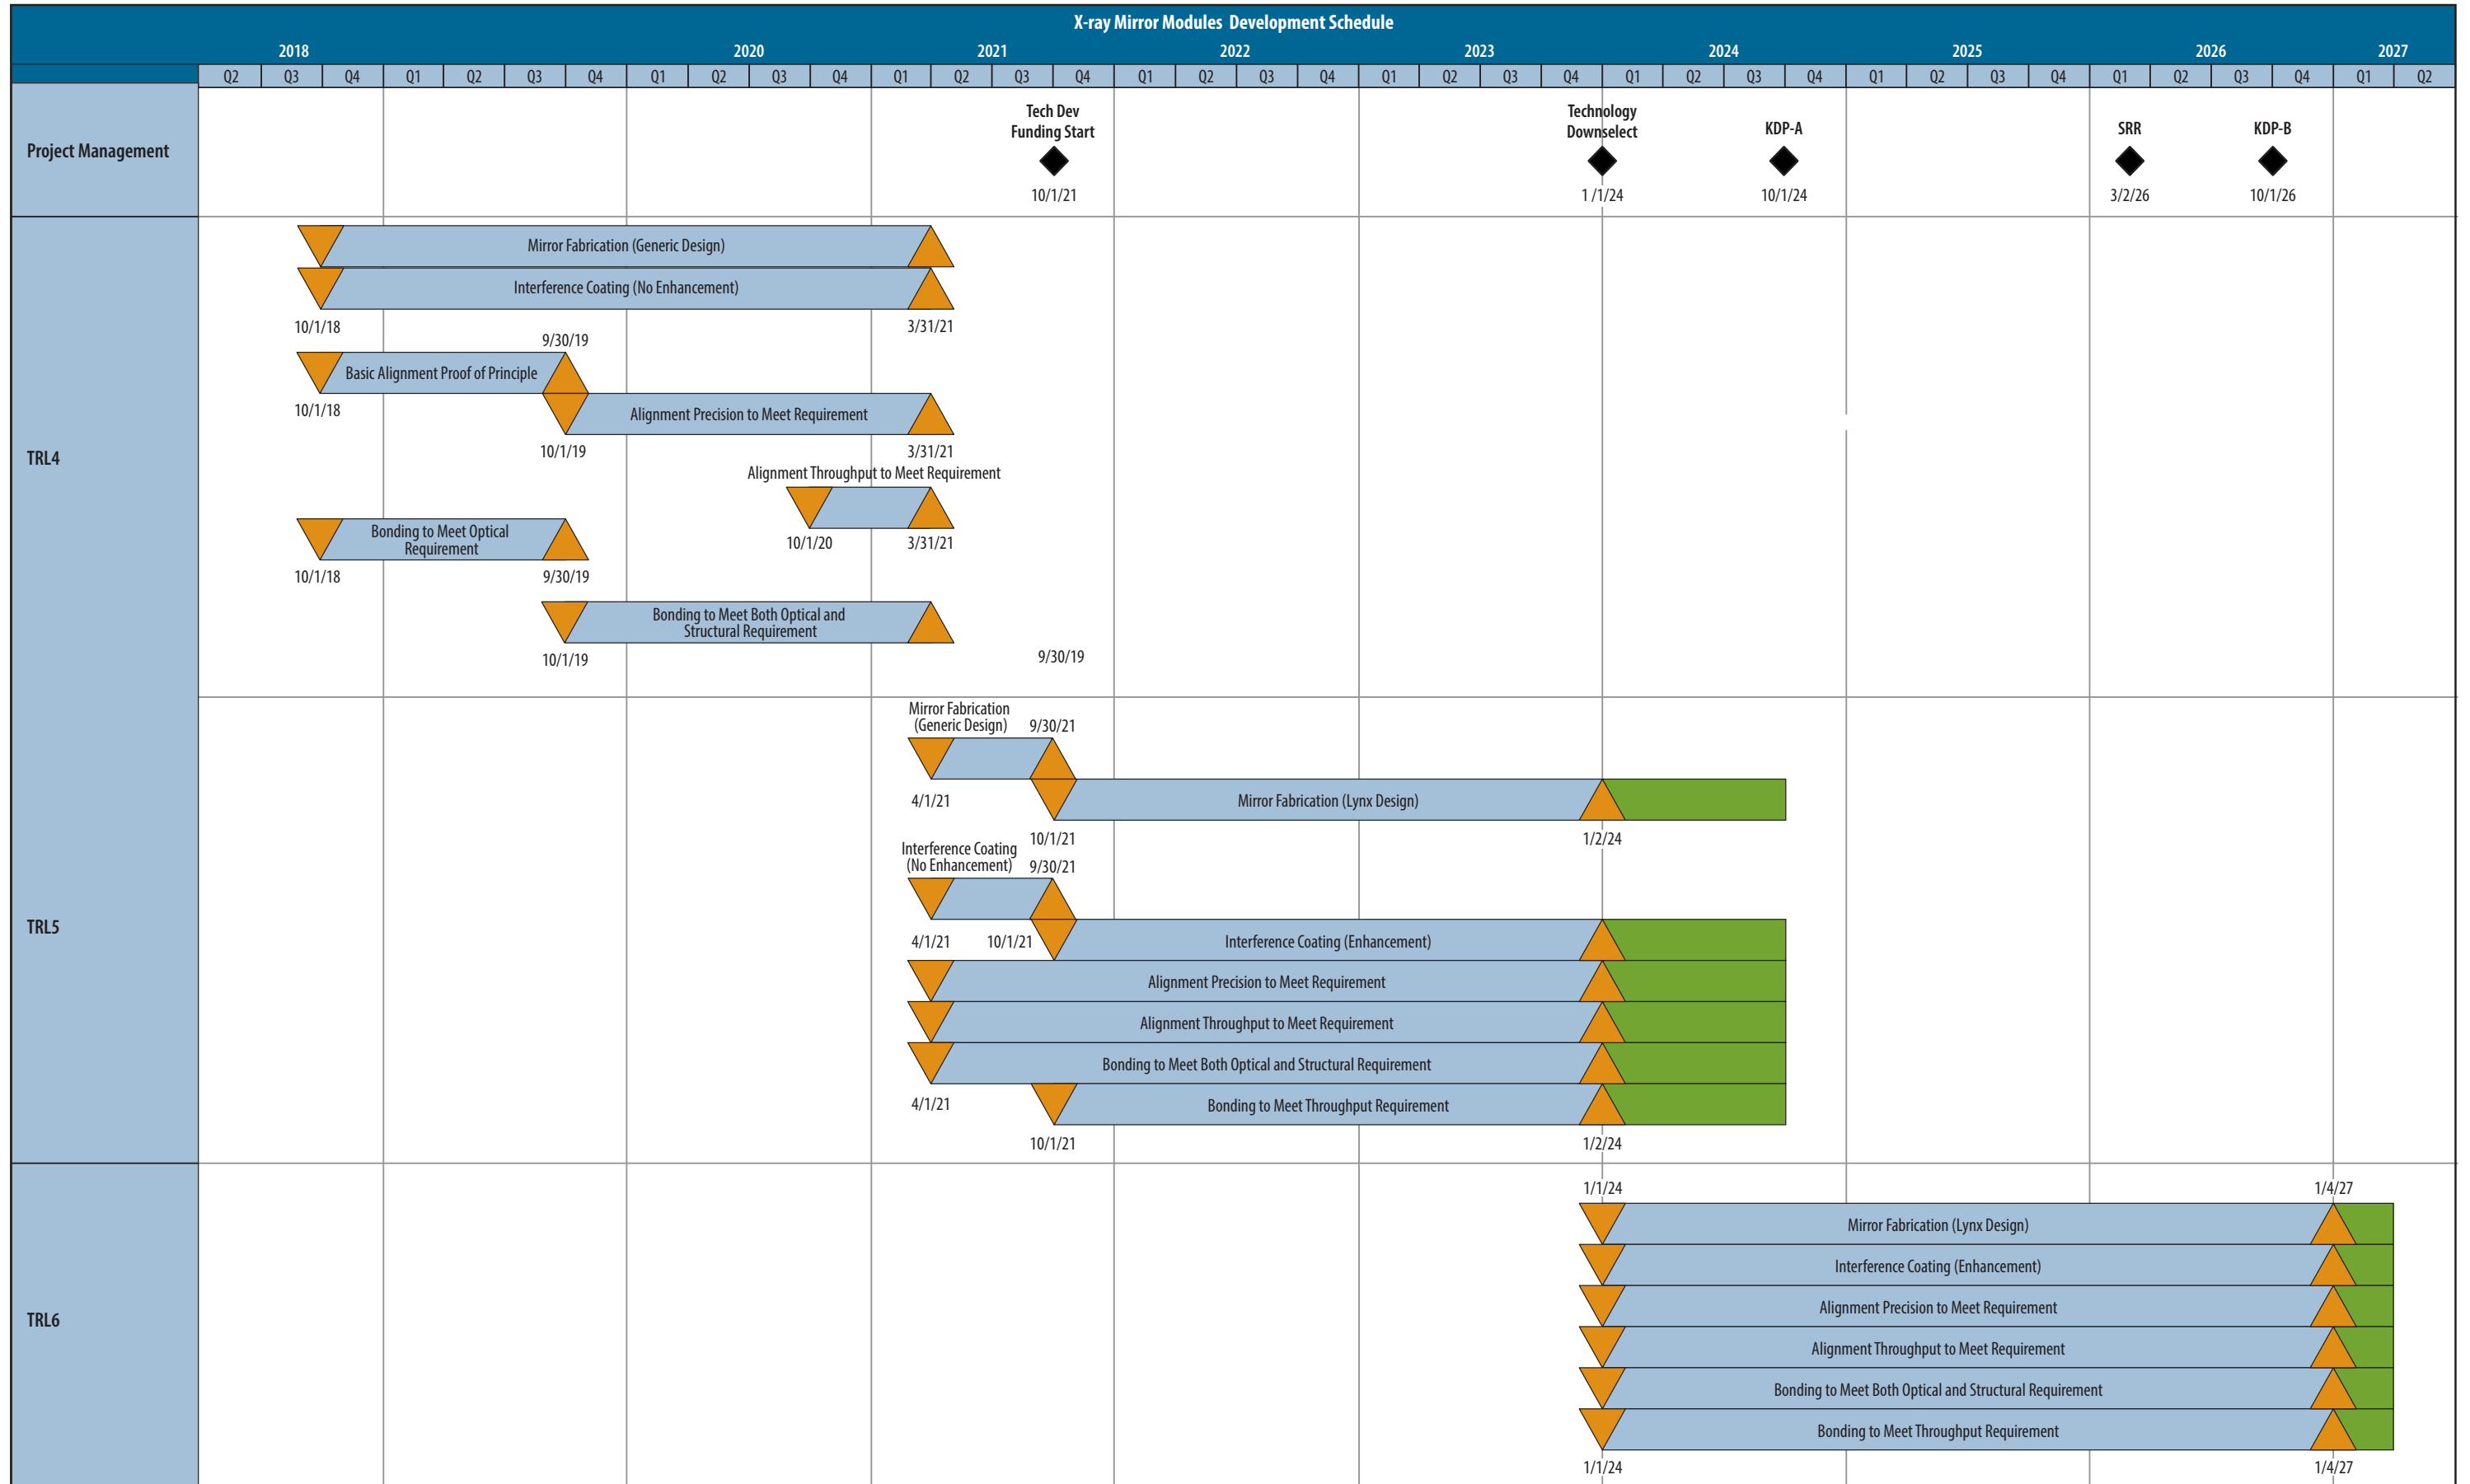 X-ray Mirror Modules Development Schedule
2018 2020 2021 2022 2023 2024 2025 2026 2027
Q2 Q3 Q4 Q1 Q2 Q3 Q4 Q1 Q2 Q3 Q4 Q1 Q2 Q3 Q4 Q1 Q2 Q3 Q4 Q1 Q2 Q3 Q4 Q1 Q2 Q3 Q4 Q1 Q2 Q3 Q4 Q1 Q2 Q3 Q4 Q1 Q2
Project Management
Tech Dev
Funding Start
10/1/21
Technology
Downselect
1/1/24
KDP-A
10/1/24
SRR
3/2/26
KDP-B
10/1/26
TRL4
Mirror Fabrication (Generic Design)
Interference Coating (No Enhancement)
10/1/18 3/31/21
9/30/19
Basic Alignment Proof of Principle
10/1/18
Alignment Precision to Meet Requirement
10/1/19 3/31/21
Alignment Throughput to Meet Requirement
10/1/20 3/31/21
Bonding to Meet Optical
Requirement
10/1/18 9/30/19
Bonding to Meet Both Optical and
Structural Requirement
10/1/19 9/30/19
TRL5
Mirror Fabrication
(Generic Design) 9/30/21
4/1/21
Mirror Fabrication (Lynx Design)
10/1/21 1/2/24
Interference Coating
(No Enhancement) 9/30/21
4/1/21 10/1/21
Interference Coating (Enhancement)
Alignment Precision to Meet Requirement
Alignment Throughput to Meet Requirement
Bonding to Meet Both Optical and Structural Requirement
4/1/21
Bonding to Meet Throughput Requirement
10/1/21 1/2/24
TRL6
1/1/24 1/4/27
Mirror Fabrication (Lynx Design)
Interference Coating (Enhancement)
Alignment Precision to Meet Requirement
Alignment Throughput to Meet Requirement
Bonding to Meet Both Optical and Structural Requirement
Bonding to Meet Throughput Requirement
1/1/24 1/4/27